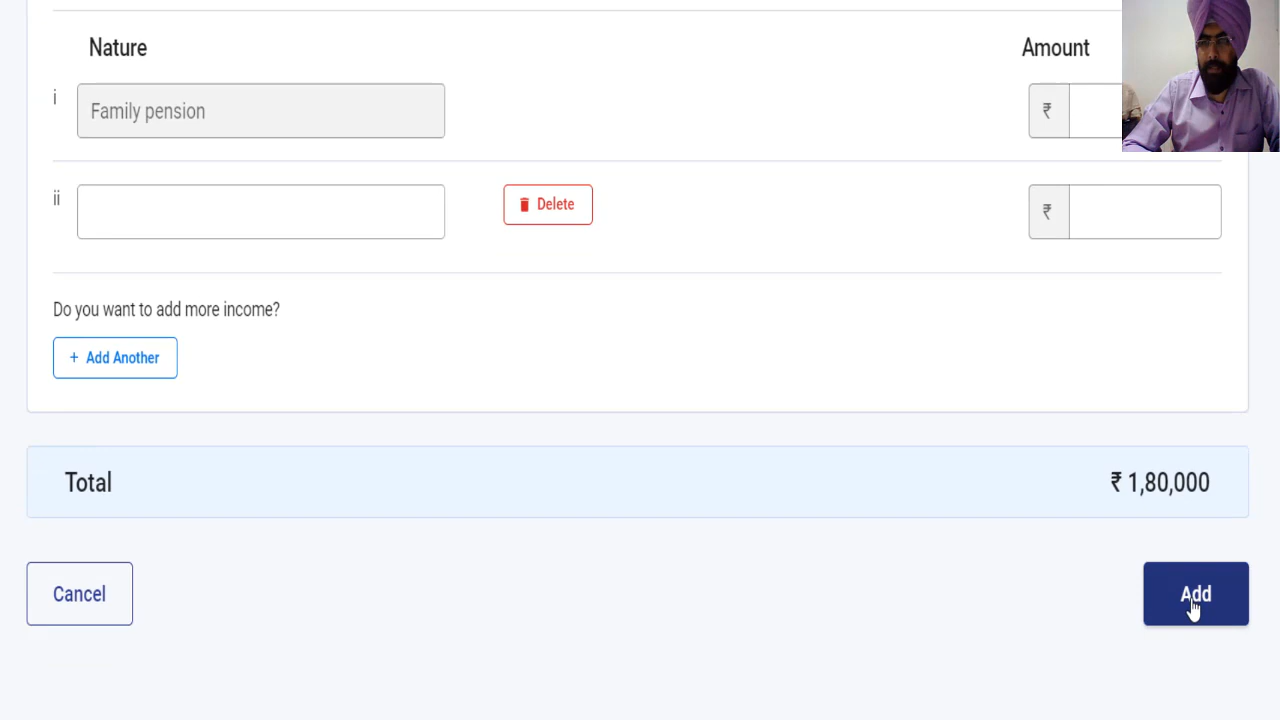 Nature Amount
i Family pension ₹
ii Delete ₹
Do you want to add more income?
+ Add Another
Total ₹ 1,80,000
Cancel Add